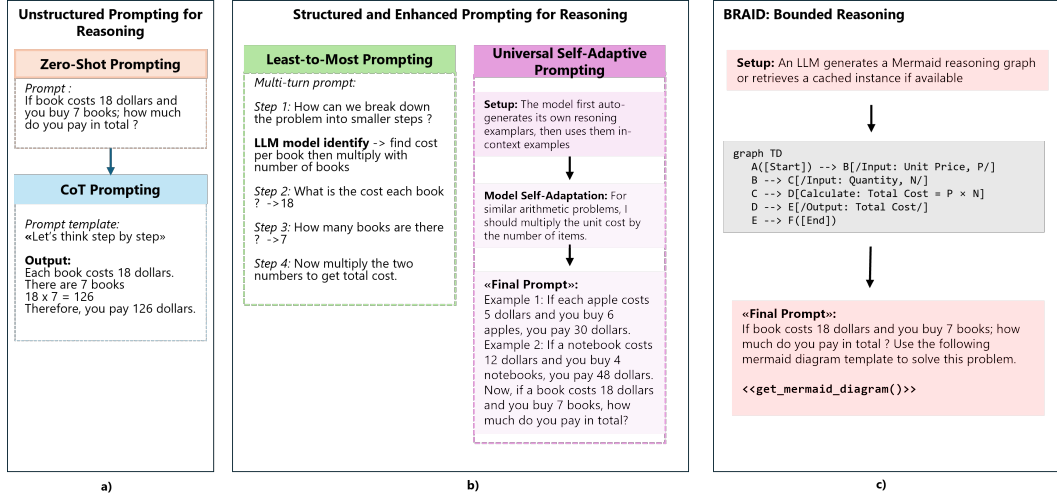 Unstructured Prompting for
Reasoning
Zero-Shot Prompting
Prompt :
If book costs 18 dollars and
you buy 7 books; how much
do you pay in total ?
CoT Prompting
Prompt template:
«Let's think step by step»
Output:
Each book costs 18 dollars.
There are 7 books
18 x 7 = 126
Therefore, you pay 126 dollars.
a)
Structured and Enhanced Prompting for Reasoning
Least-to-Most Prompting
Multi-turn prompt:
Step 1: How can we break down
the problem into smaller steps ?
LLM model identify -> find cost
per book then multiply with
number of books
Step 2: What is the cost each book
? ->18
Step 3: How many books are there
? ->7
Step 4: Now multiply the two
numbers to get total cost.
Universal Self-Adaptive
Prompting
Setup: The model first auto-
generates its own resoning
examplars, then uses them in-
context examples
Model Self-Adaptation: For
similar arithmetic problems, I
should multiply the unit cost by
the number of items.
«Final Prompt»:
Example 1: If each apple costs
5 dollars and you buy 6
apples, you pay 30 dollars.
Example 2: If a notebook costs
12 dollars and you buy 4
notebooks, you pay 48 dollars.
Now, if a book costs 18 dollars
and you buy 7 books, how
much do you pay in total?
b)
BRAID: Bounded Reasoning
Setup: An LLM generates a Mermaid reasoning graph
or retrieves a cached instance if available
graph TD
A([Start]) --> B[/Input: Unit Price, P/]
B --> C[/Input: Quantity, N/]
C --> D[Calculate: Total Cost = P × N]
D --> E[/Output: Total Cost/]
E --> F([End])
«Final Prompt»:
If book costs 18 dollars and you buy 7 books; how
much do you pay in total ? Use the following
mermaid diagram template to solve this problem.
<<get_mermaid_diagram()>>
c)